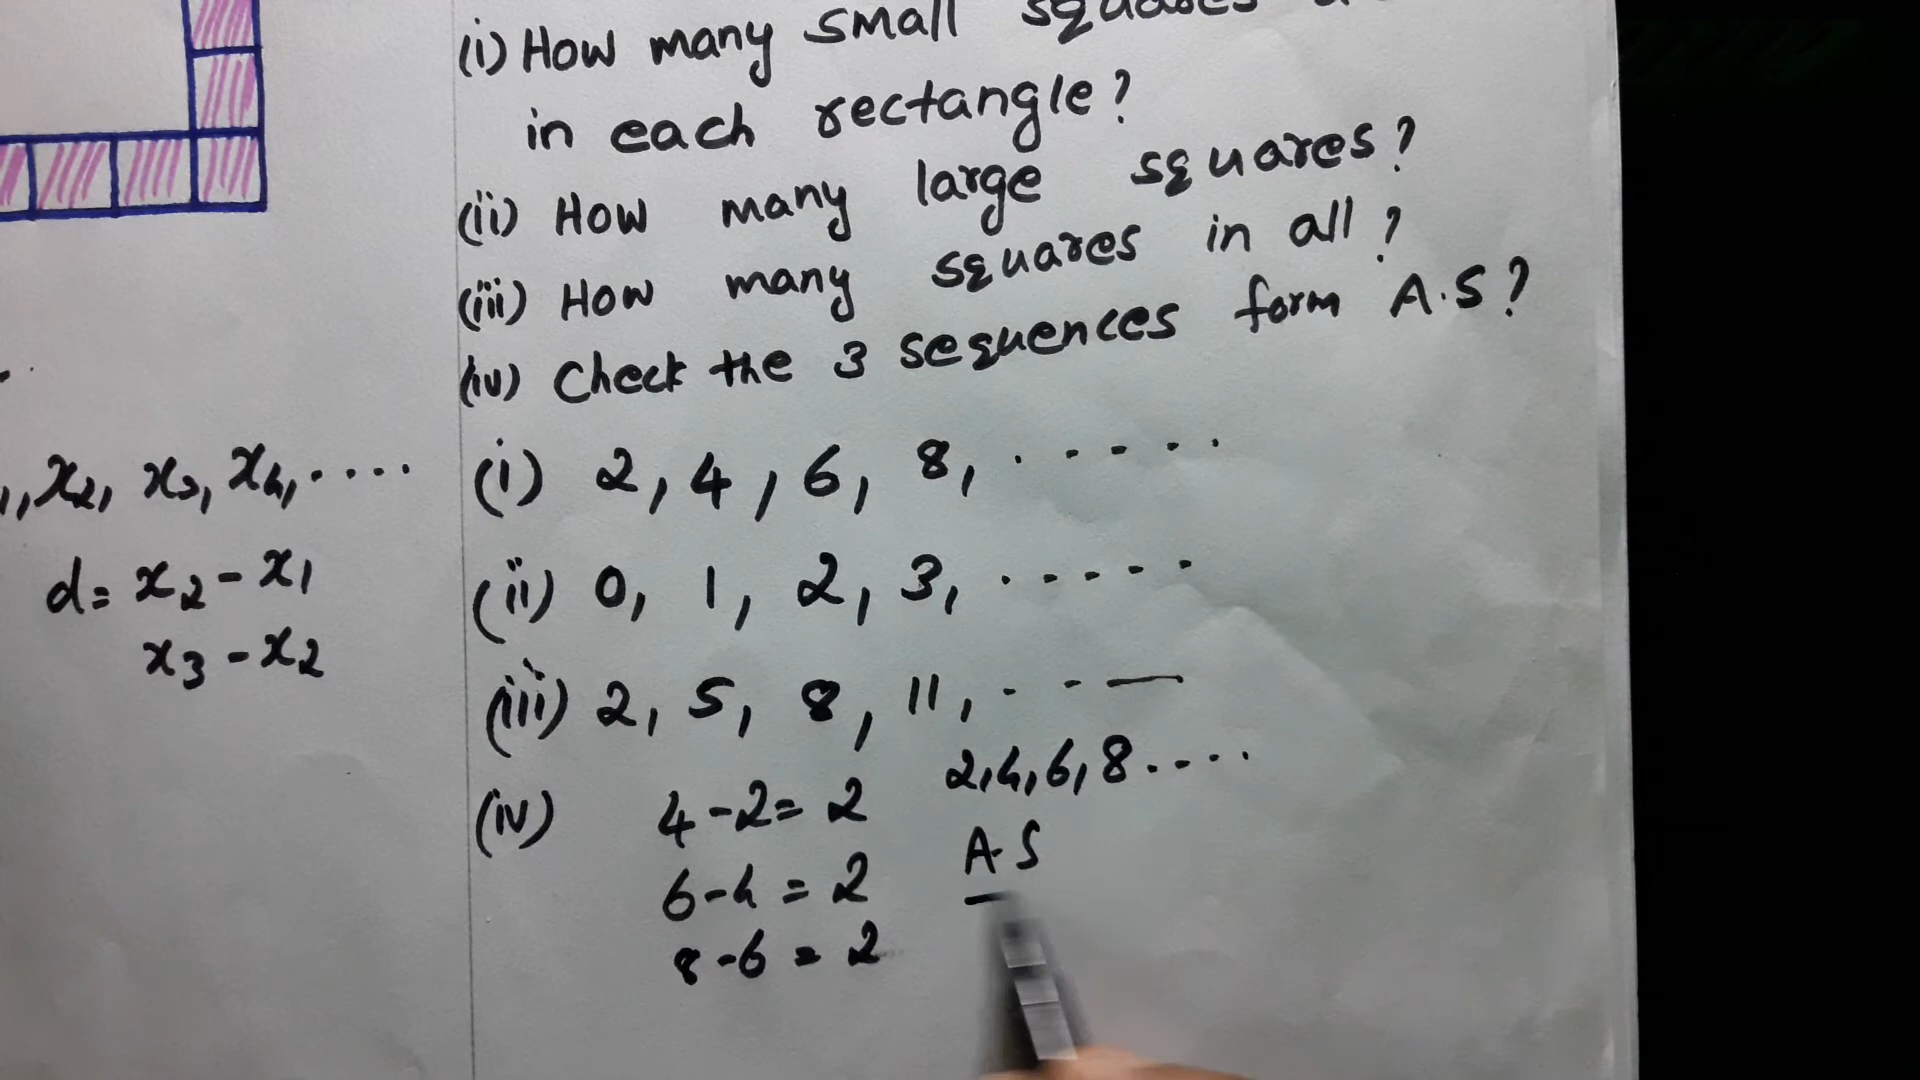 (i) How many small squares
in each rectangle?
(ii) How many large squares?
(iii) How many squares in all?
(iv) Check the 3 sequences form A.S?
, x2, x3, x4, ....
d = x2 - x1
x3 - x2
(i) 2, 4, 6, 8, .....
(ii) 0, 1, 2, 3, .....
(iii) 2, 5, 8, 11, . . —
(iv) 4 - 2 = 2
6 - 4 = 2
8 - 6 = 2
2, 4, 6, 8 ....
A.S